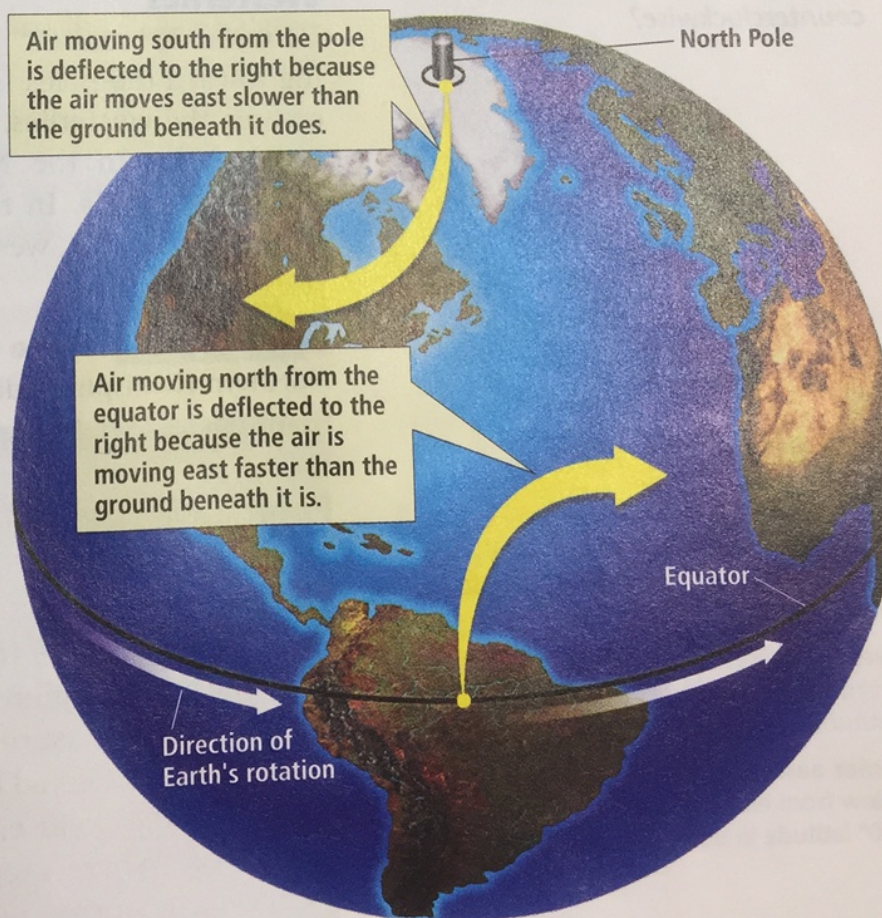 counterclockwise?
Air moving south from the pole
is deflected to the right because
the air moves east slower than
the ground beneath it does.
North Pole
Air moving north from the
equator is deflected to the
right because the air is
moving east faster than the
ground beneath it is.
Equator
Direction of
Earth's rotation